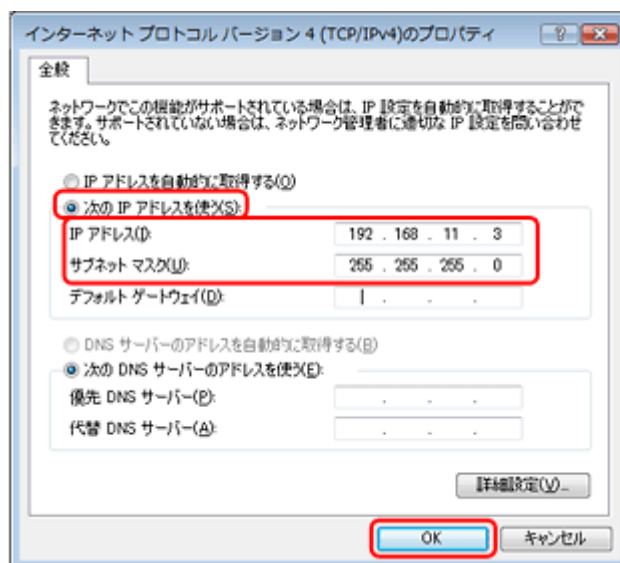 インターネット プロトコル バージョン 4 (TCP/IPv4)のプロパティ
全般
ネットワークでこの機能がサポートされている場合は、IP 設定を自動的に取得することがで
きます。サポートされていない場合は、ネットワーク管理者に適切な IP 設定を問い合わせ
てください。
IP アドレスを自動的に取得する(O)
次の IP アドレスを使う(S):
IP アドレス(I): 192 . 168 . 11 . 3
サブネット マスク(U): 255 . 255 . 255 . 0
デフォルト ゲートウェイ(D): . . .
DNS サーバーのアドレスを自動的に取得する(B)
次の DNS サーバーのアドレスを使う(E):
優先 DNS サーバー(P): . . .
代替 DNS サーバー(A): . . .
詳細設定(V)...
OK キャンセル